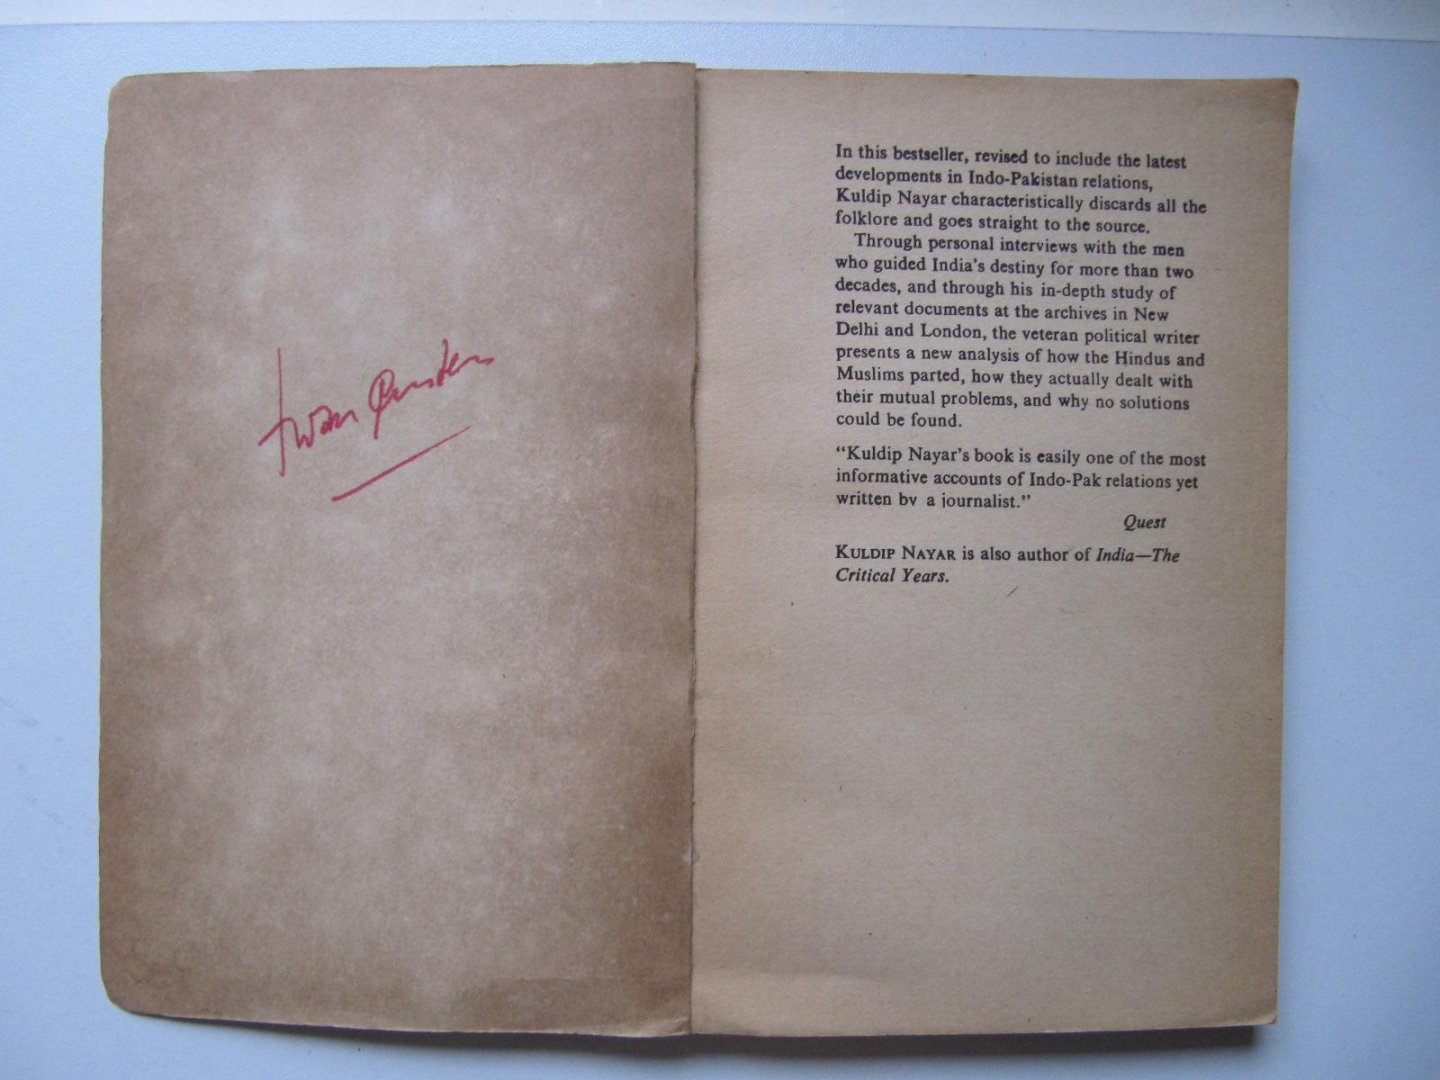 In this bestseller, revised to include the latest
developments in Indo-Pakistan relations,
Kuldip Nayar characteristically discards all the
folklore and goes straight to the source.
Through personal interviews with the men
who guided India's destiny for more than two
decades, and through his in-depth study of
relevant documents at the archives in New
Delhi and London, the veteran political writer
presents a new analysis of how the Hindus and
Muslims parted, how they actually dealt with
their mutual problems, and why no solutions
could be found.
"Kuldip Nayar's book is easily one of the most
informative accounts of Indo-Pak relations yet
written by a journalist."
Quest
KULDIP NAYAR is also author of India—The
Critical Years.